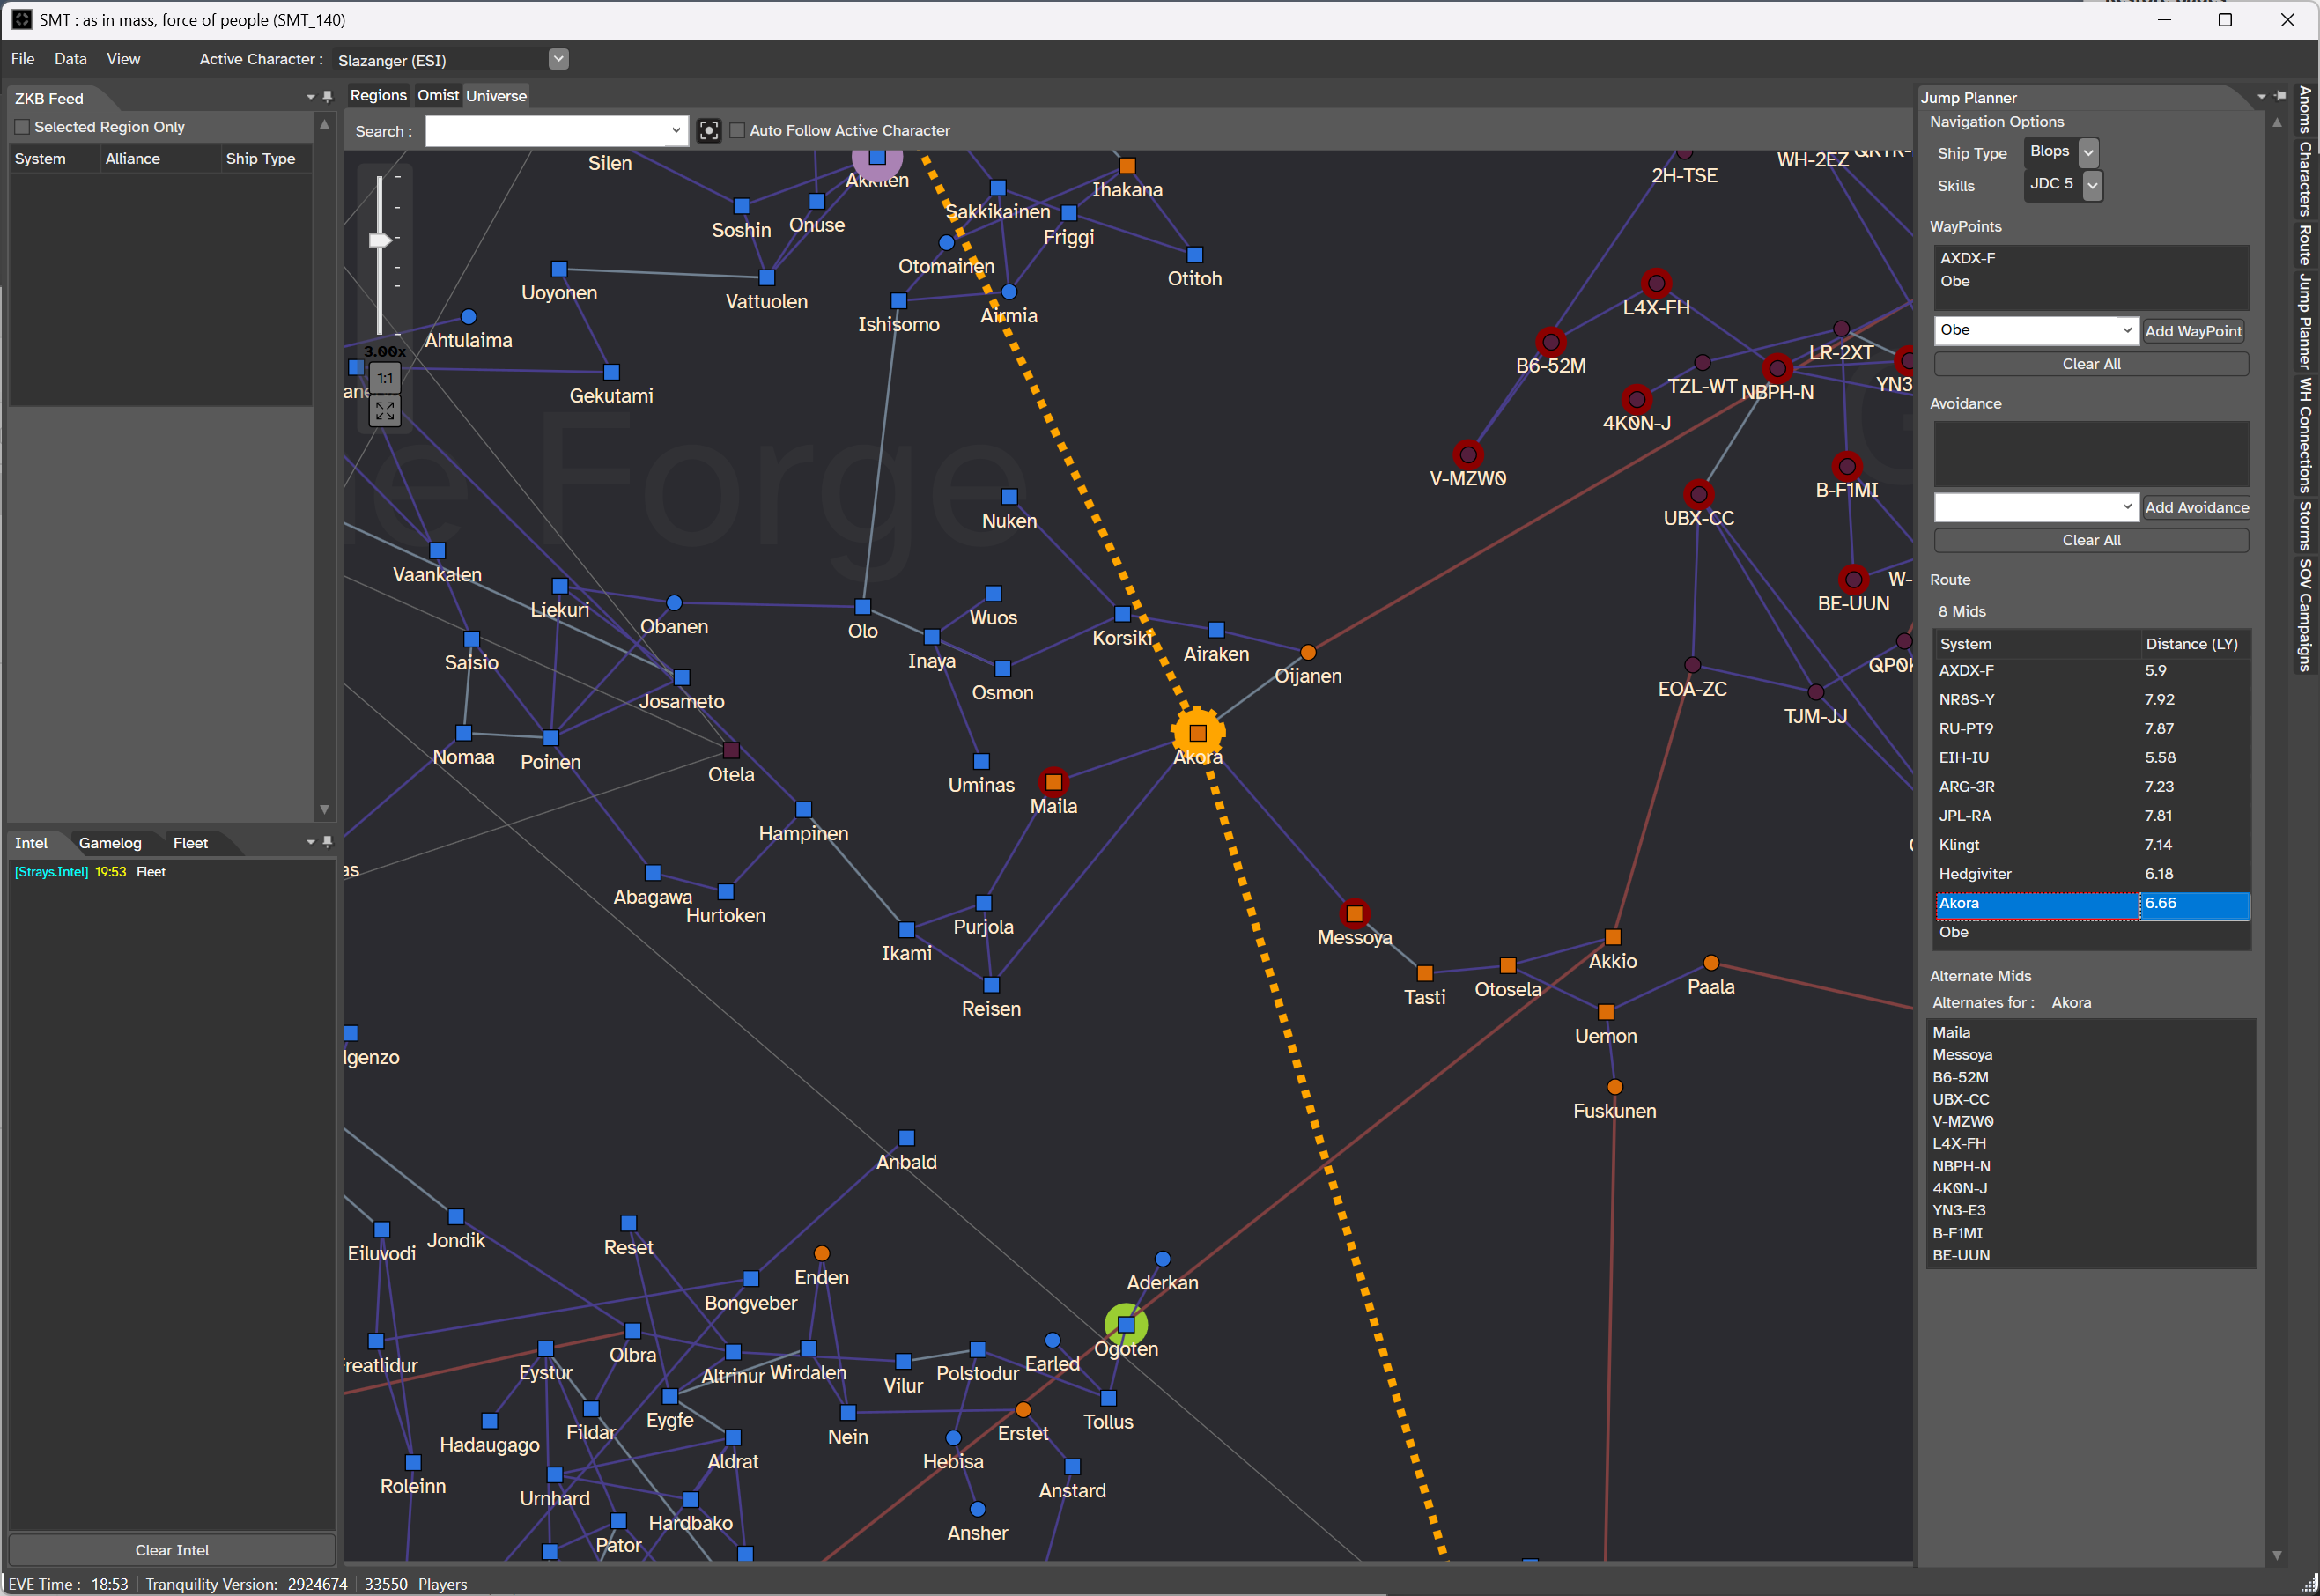 SMT : as in mass, force of people (SMT_140)
File Data View Active Character : Slazanger (ESI)
ZKB Feed
Selected Region Only
System Alliance Ship Type
Intel Gamelog Fleet
[Strays.Intel] 19:53 Fleet
Clear Intel
Regions Omist Universe
Search : Auto Follow Active Character
3.00x
1:1
The Forge
Silen
Akkilen
Ihakana
2H-TSE
WH-2EZ
Soshin
Onuse
Sakkikainen
Friggi
Otomainen
Otitoh
Uoyonen
Vattuolen
Ishisomo
Airmia
L4X-FH
Ahtulaima
LR-2XT
B6-52M
TZL-WT
NBPH-N
YN3
Gekutami
4K0N-J
V-MZW0
B-F1MI
Nuken
UBX-CC
Vaankalen
Liekuri
Obanen
Olo
Wuos
Korsiki
BE-UUN
W-
Saisio
Inaya
Airaken
Osmon
Oijanen
QP0K
Josameto
EOA-ZC
TJM-JJ
Nomaa
Poinen
Otela
Akora
Uminas
Maila
Hampinen
as
Abagawa
Hurtoken
Purjola
Ikami
Messoya
Akkio
Reisen
Tasti
Otosela
Paala
Uemon
lgenzo
Fuskunen
Anbald
Eiluvodi
Jondik
Reset
Enden
Aderkan
Bongveber
Ogoten
reatlidur
Eystur
Olbra
Altrinur
Wirdalen
Vilur
Polstodur
Earled
Hadaugago
Fildar
Eygfe
Nein
Erstet
Tollus
Roleinn
Aldrat
Hebisa
Urnhard
Anstard
Hardbako
Pator
Ansher
Jump Planner
Navigation Options
Ship Type Blops
Skills JDC 5
WayPoints
AXDX-F
Obe
Obe Add WayPoint
Clear All
Avoidance
Add Avoidance
Clear All
Route
8 Mids
System Distance (LY)
AXDX-F 5.9
NR8S-Y 7.92
RU-PT9 7.87
EIH-IU 5.58
ARG-3R 7.23
JPL-RA 7.81
Klingt 7.14
Hedgiviter 6.18
Akora 6.66
Obe
Alternate Mids
Alternates for : Akora
Maila
Messoya
B6-52M
UBX-CC
V-MZW0
L4X-FH
NBPH-N
4K0N-J
YN3-E3
B-F1MI
BE-UUN
Anoms
Characters
Route
Jump Planner
WH Connections
Storms
SOV Campaigns
EVE Time : 18:53 Tranquility Version: 2924674 33550 Players